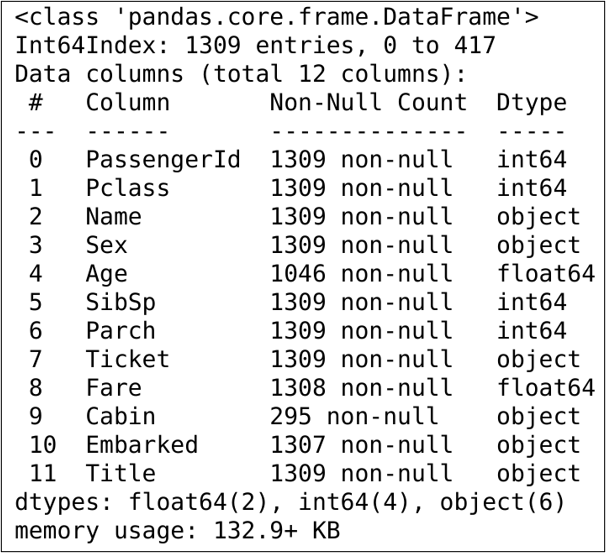 <class 'pandas.core.frame.DataFrame'>
Int64Index: 1309 entries, 0 to 417
Data columns (total 12 columns):
 #   Column       Non-Null Count  Dtype
---  ------       --------------  -----
 0   PassengerId  1309 non-null   int64
 1   Pclass       1309 non-null   int64
 2   Name         1309 non-null   object
 3   Sex          1309 non-null   object
 4   Age          1046 non-null   float64
 5   SibSp        1309 non-null   int64
 6   Parch        1309 non-null   int64
 7   Ticket       1309 non-null   object
 8   Fare         1308 non-null   float64
 9   Cabin        295 non-null    object
 10  Embarked     1307 non-null   object
 11  Title        1309 non-null   object
dtypes: float64(2), int64(4), object(6)
memory usage: 132.9+ KB